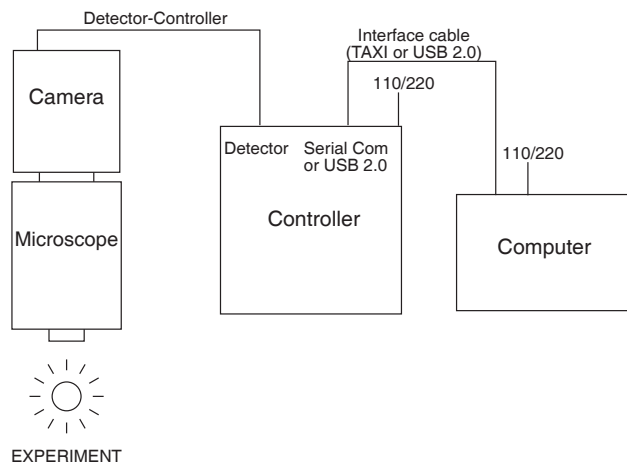 Detector-Controller
Interface cable
(TAXI or USB 2.0)
110/220
Camera
Detector
Serial Com
or USB 2.0
110/220
Controller
Microscope
Computer
EXPERIMENT